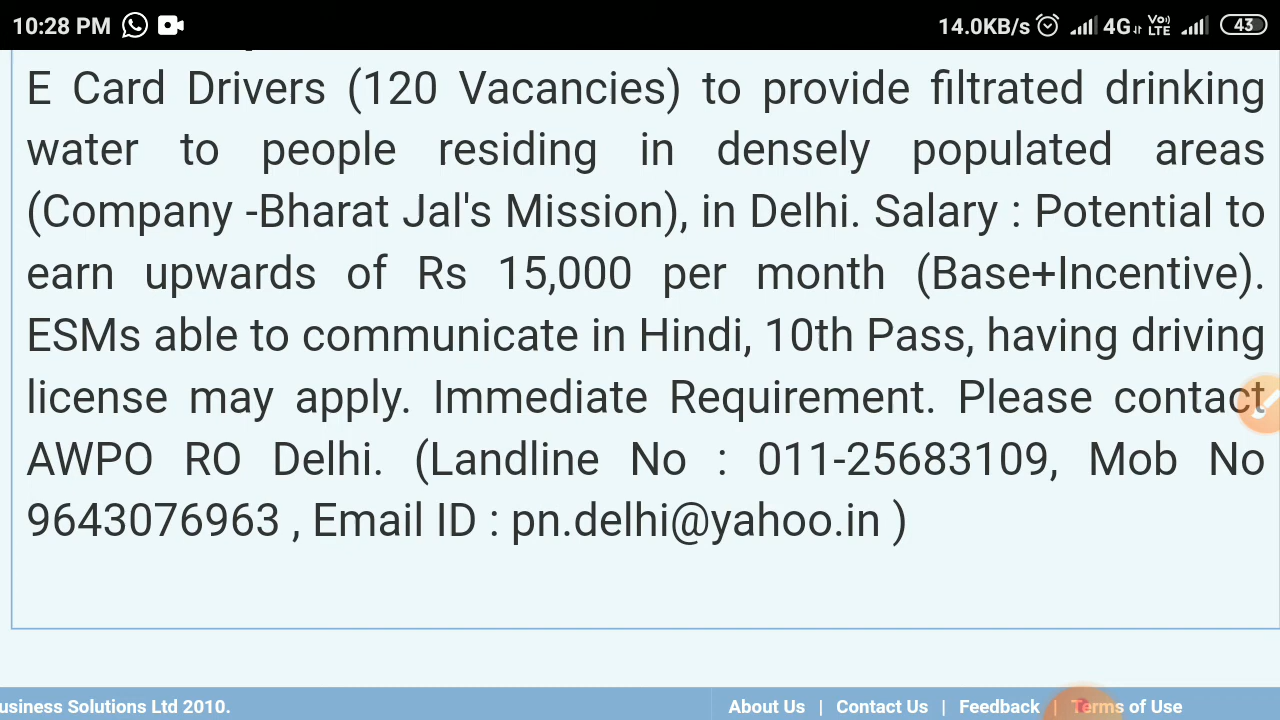 10:28 PM 14.0KB/s 4G Vo) LTE 43
E Card Drivers (120 Vacancies) to provide filtrated drinking
water to people residing in densely populated areas
(Company -Bharat Jal's Mission), in Delhi. Salary : Potential to
earn upwards of Rs 15,000 per month (Base+Incentive).
ESMs able to communicate in Hindi, 10th Pass, having driving
license may apply. Immediate Requirement. Please contact
AWPO RO Delhi. (Landline No : 011-25683109, Mob No
9643076963 , Email ID : pn.delhi@yahoo.in )
usiness Solutions Ltd 2010. About Us | Contact Us | Feedback | Terms of Use